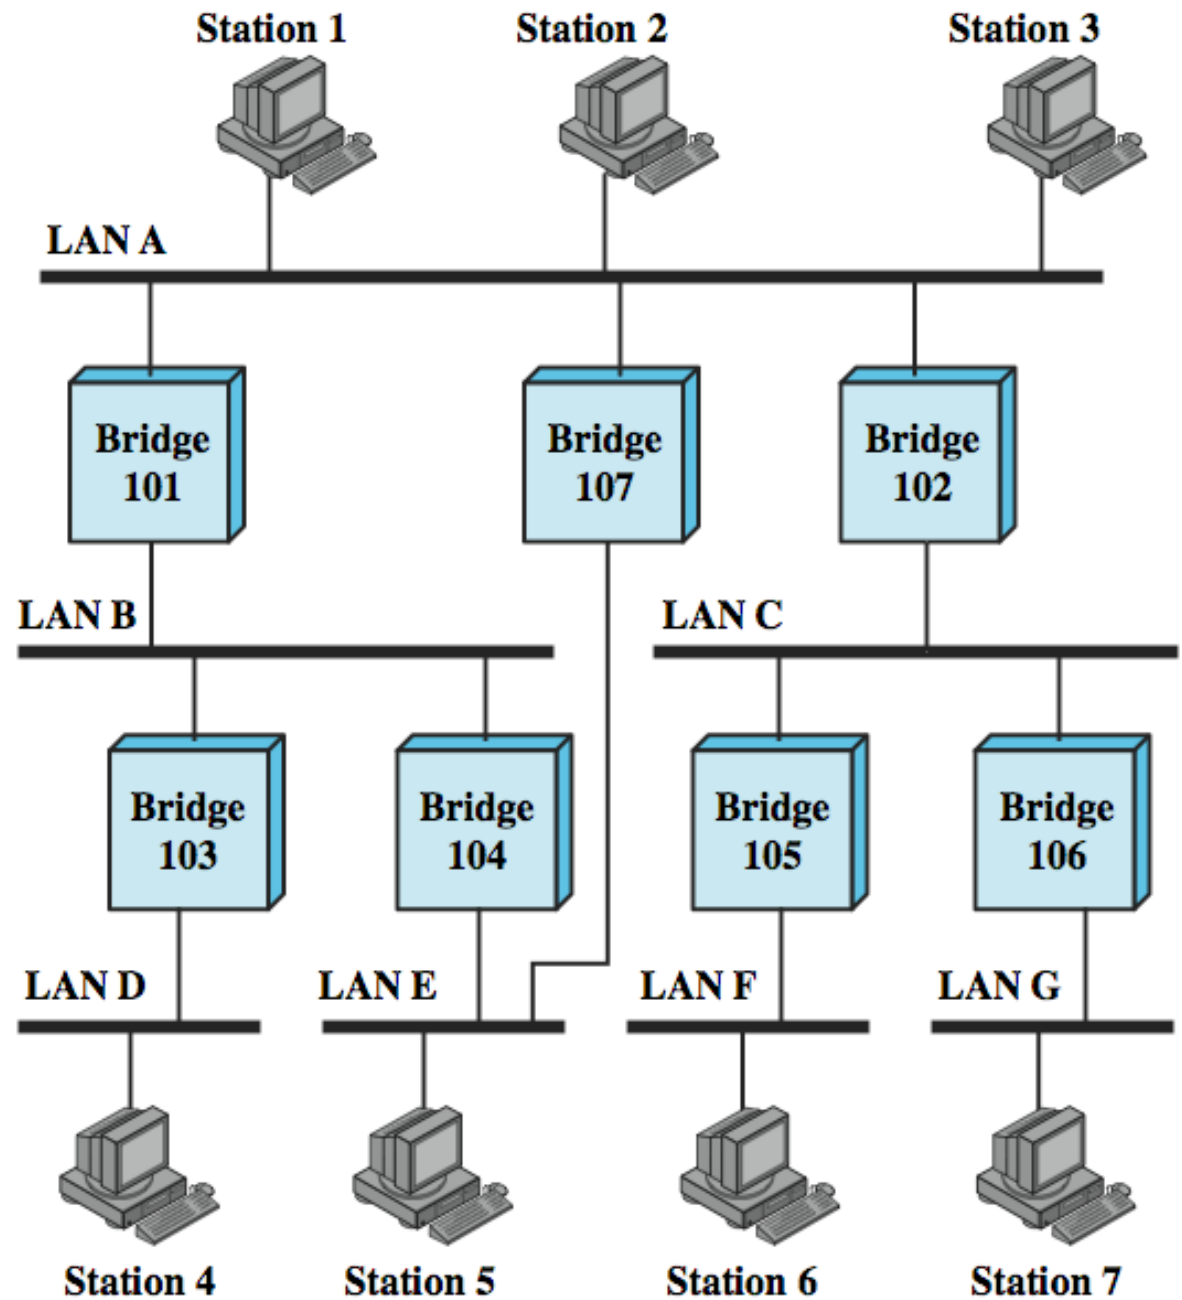 Station 1
Station 2
Station 3
LAN A
Bridge
101
Bridge
107
Bridge
102
LAN B
LAN C
Bridge
103
Bridge
104
Bridge
105
Bridge
106
LAN D
LAN E
LAN F
LAN G
Station 4
Station 5
Station 6
Station 7